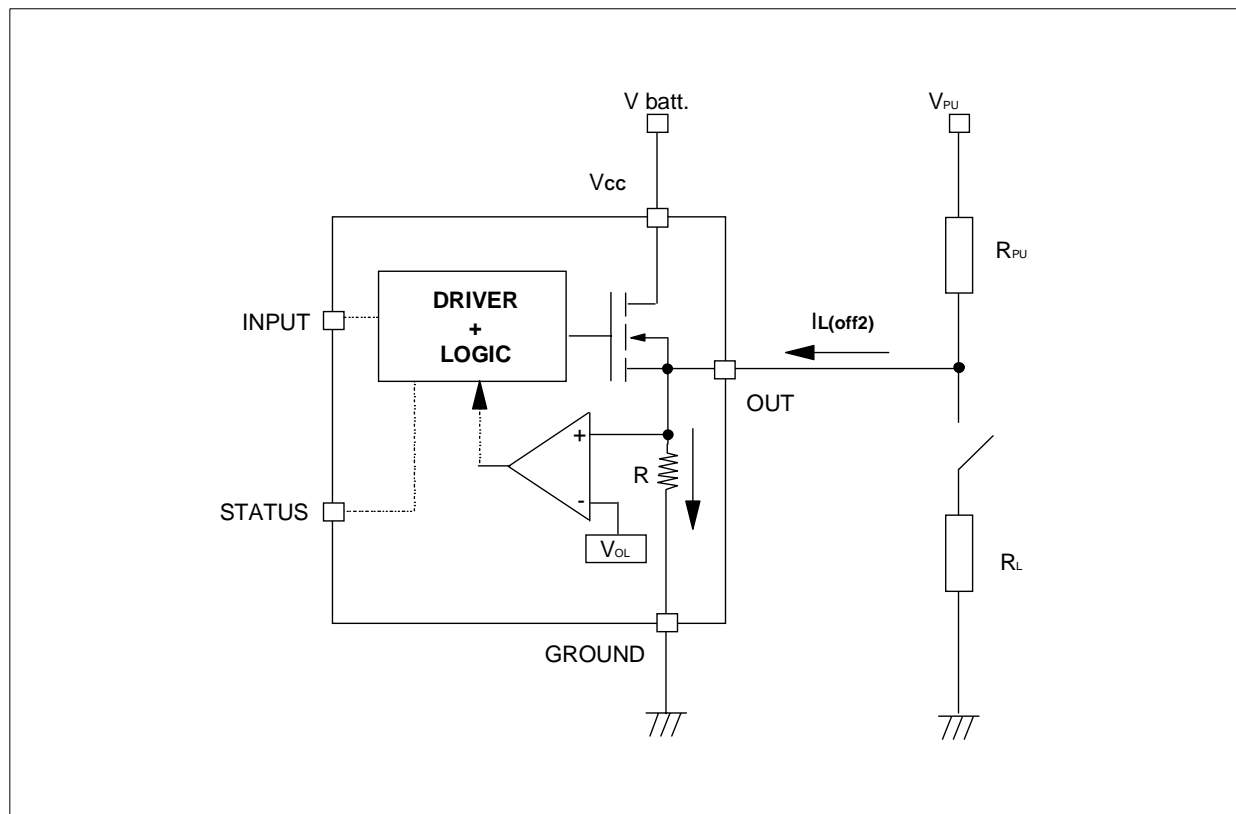 V batt.
VPU
Vcc
RPU
DRIVER
+
LOGIC
INPUT
IL(off2)
OUT
+
R
-
STATUS
VOL
RL
GROUND